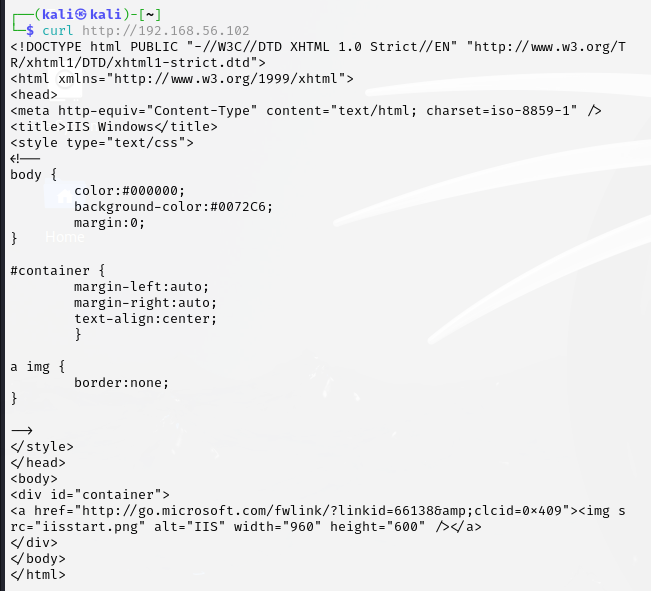 ┌──(kali㉿kali)-[~]
└─$ curl http://192.168.56.102
<!DOCTYPE html PUBLIC "-//W3C//DTD XHTML 1.0 Strict//EN" "http://www.w3.org/T
R/xhtml1/DTD/xhtml1-strict.dtd">
<html xmlns="http://www.w3.org/1999/xhtml">
<head>
<meta http-equiv="Content-Type" content="text/html; charset=iso-8859-1" />
<title>IIS Windows</title>
<style type="text/css">
<!--
body {
        color:#000000;
        background-color:#0072C6;
        margin:0;
}
Home

#container {
        margin-left:auto;
        margin-right:auto;
        text-align:center;
        }

a img {
        border:none;
}

-->
</style>
</head>
<body>
<div id="container">
<a href="http://go.microsoft.com/fwlink/?linkid=66138&amp;clcid=0x409"><img s
rc="iisstart.png" alt="IIS" width="960" height="600" /></a>
</div>
</body>
</html>